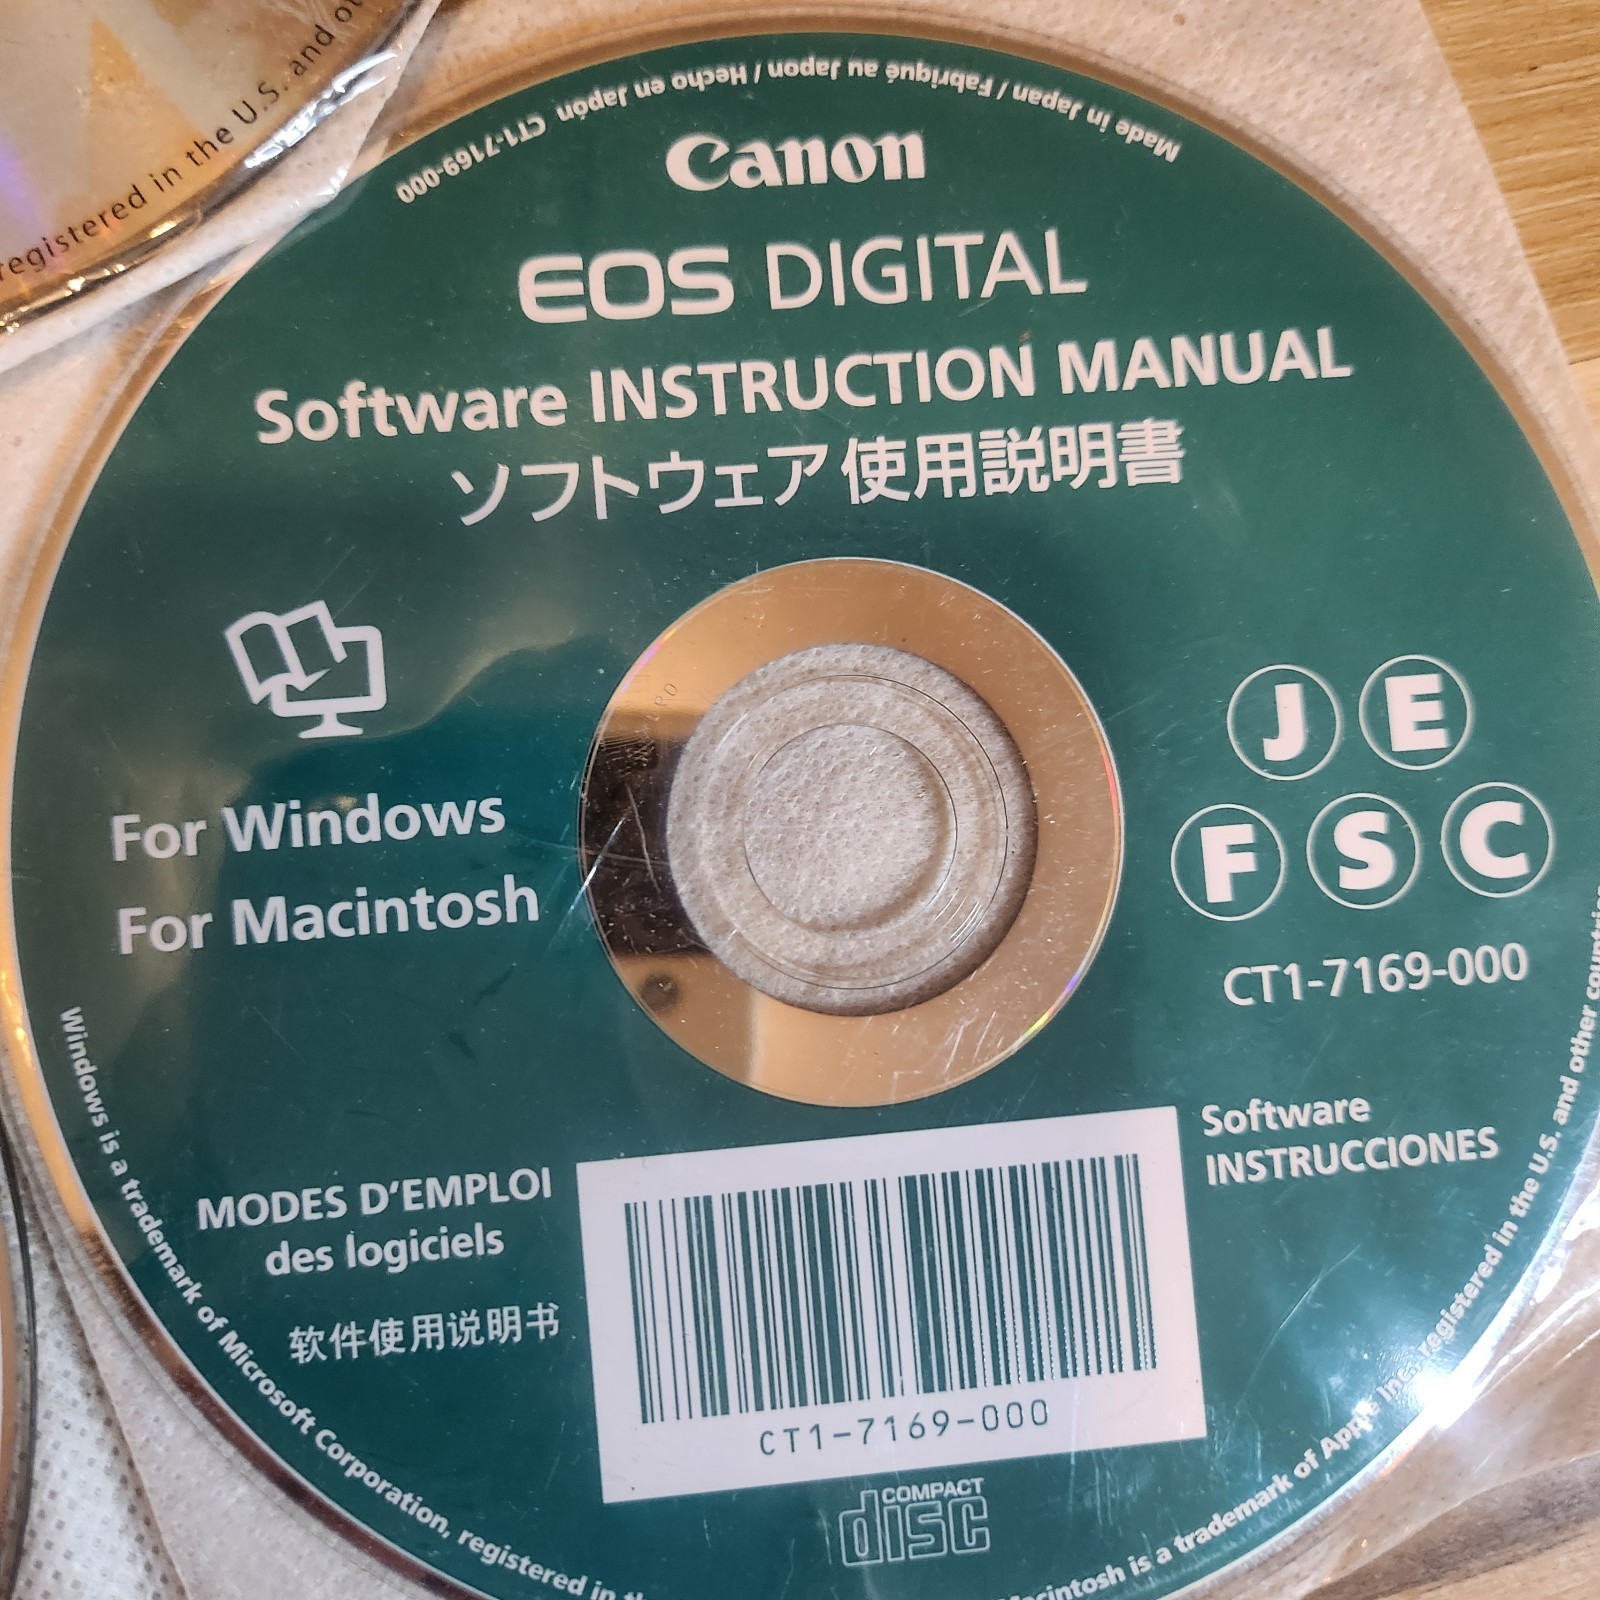 registered in the U.S. and
Made in Japan / Fabriqué au Japon / Hecho en Japón CT1-7169-000
Canon
EOS DIGITAL
Software INSTRUCTION MANUAL
ソフトウェア使用説明書
For Windows
For Macintosh
J E
F S C
CT1-7169-000
MODES D'EMPLOI
des logiciels
软件使用说明书
Software
INSTRUCCIONES
CT1-7169-000
COMPACT
disc
Windows is a trademark of Microsoft Corporation, registered in
Macintosh is a trademark of Apple Inc., registered in the U.S. and other countries